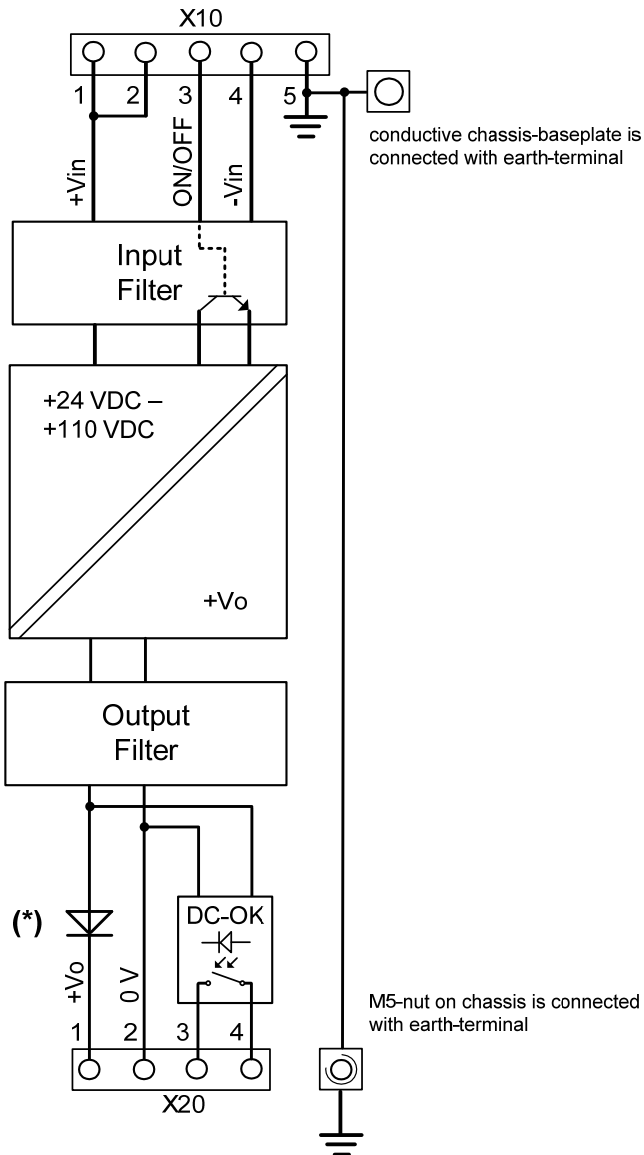 X10
1
2
3
4
5
+Vin
ON/OFF
-Vin
conductive chassis-baseplate is
connected with earth-terminal
Input
Filter
+24 VDC –
+110 VDC
+Vo
Output
Filter
(*)
DC-OK
+Vo
0 V
1
2
3
4
X20
M5-nut on chassis is connected
with earth-terminal